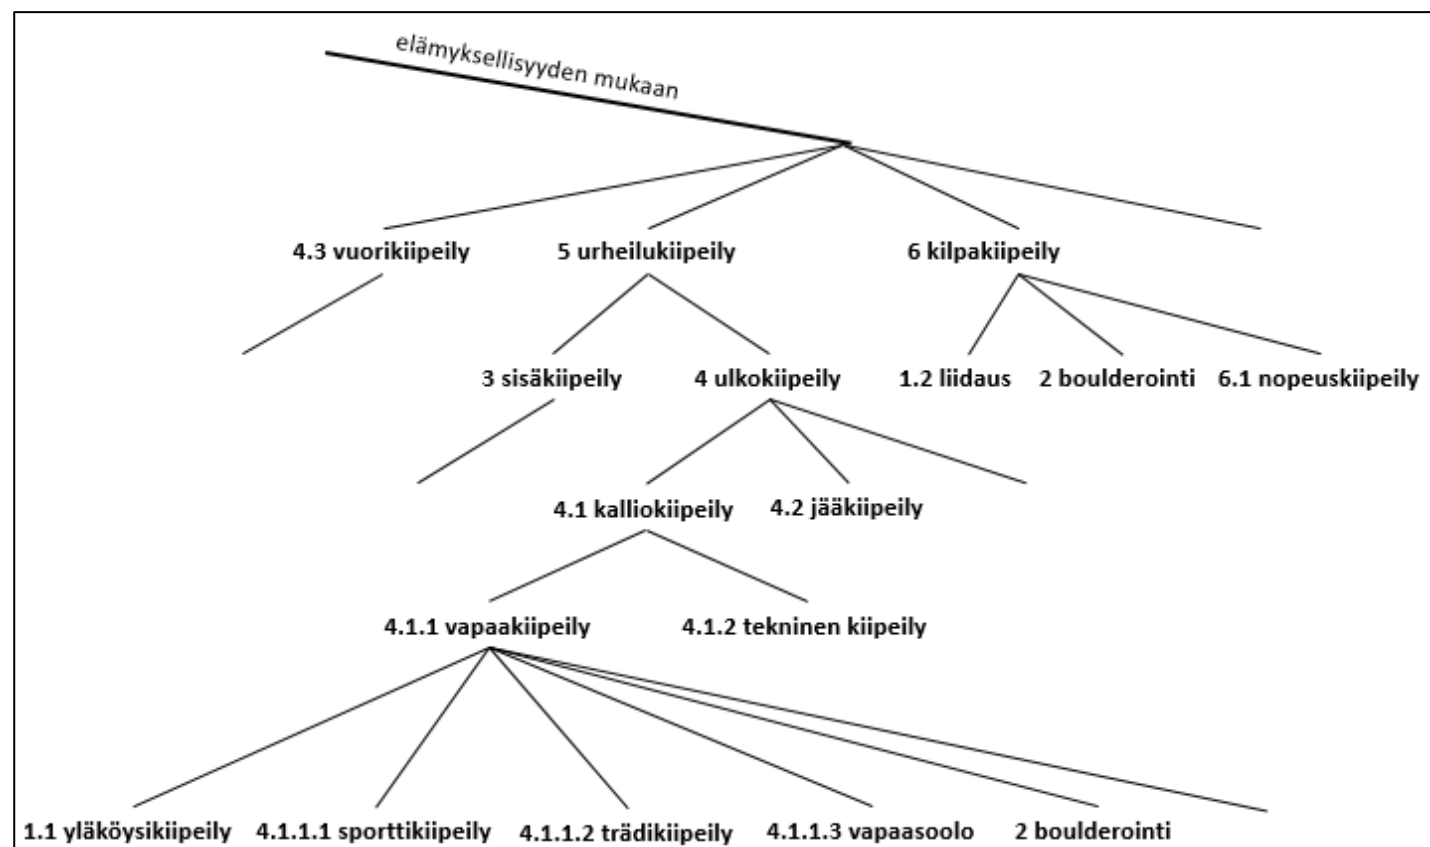 elämyksellisyyden mukaan
4.3 vuorikiipeily 5 urheilukiipeily 6 kilpakiipeily
3 sisäkiipeily 4 ulkokiipeily 1.2 liidaus 2 boulderointi 6.1 nopeuskiipeily
4.1 kalliokiipeily 4.2 jääkiipeily
4.1.1 vapaakiipeily 4.1.2 tekninen kiipeily
1.1 yläköysikiipeily 4.1.1.1 sporttikiipeily 4.1.1.2 trädikiipeily 4.1.1.3 vapaasoolo 2 boulderointi